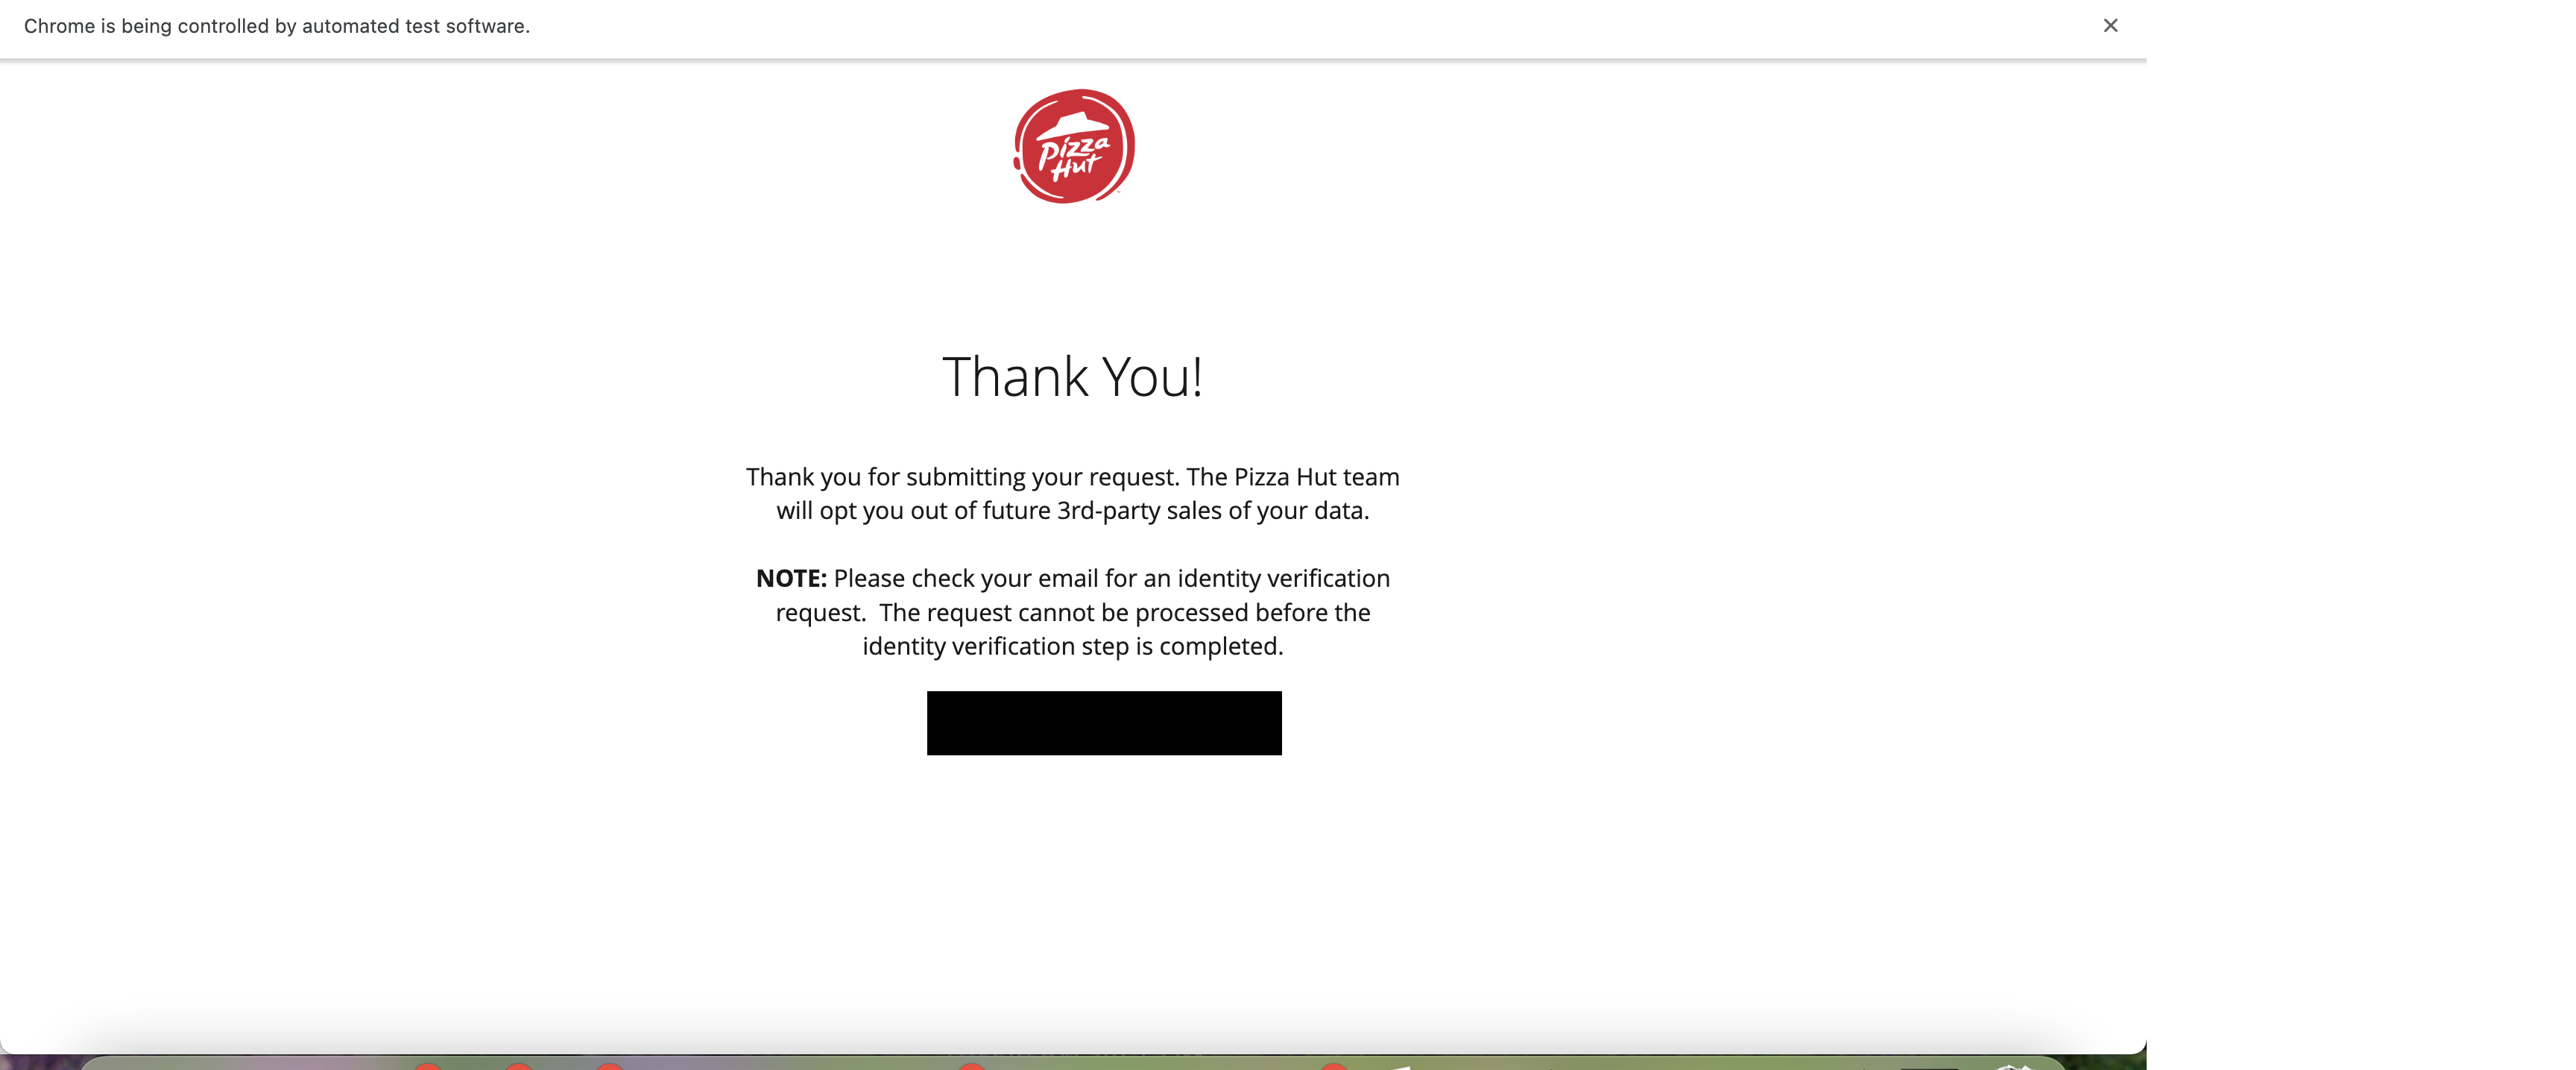 Chrome is being controlled by automated test software.
Pizza
Hut
Thank You!
Thank you for submitting your request. The Pizza Hut team
will opt you out of future 3rd-party sales of your data.
NOTE: Please check your email for an identity verification
request.  The request cannot be processed before the
identity verification step is completed.